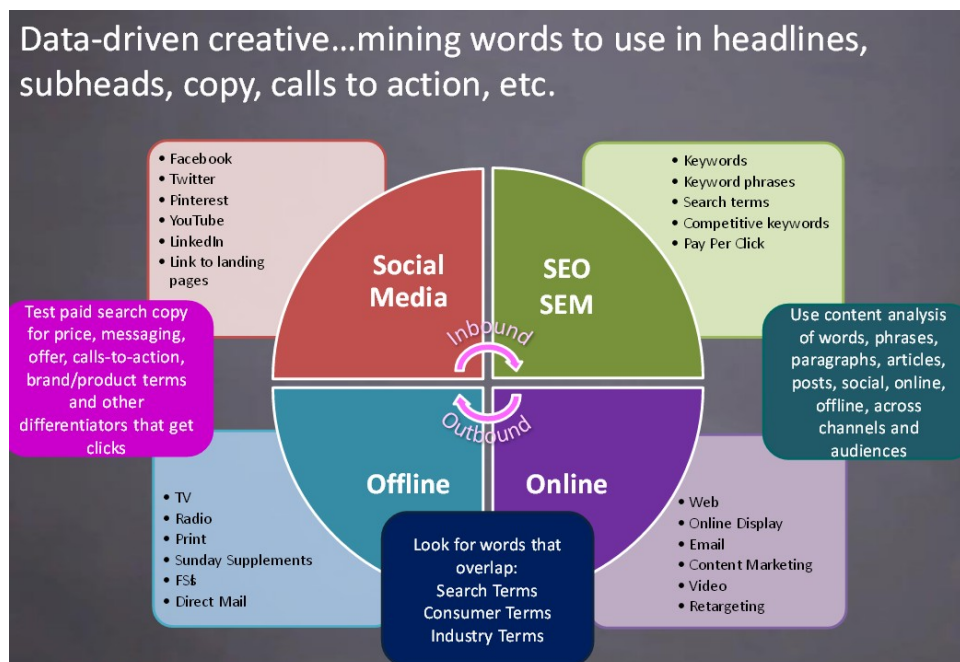 Data-driven creative…mining words to use in headlines,
subheads, copy, calls to action, etc.
• Facebook
• Twitter
• Pinterest
• YouTube
• LinkedIn
• Link to landing
pages
• Keywords
• Keyword phrases
• Search terms
• Competitive keywords
• Pay Per Click
Social
Media
SEO
SEM
Inbound
Outbound
Test paid search copy
for price, messaging,
offer, calls-to-action,
brand/product terms
and other
differentiators that get
clicks
Use content analysis
of words, phrases,
paragraphs, articles,
posts, social, online,
offline, across
channels and
audiences
Offline
Online
• TV
• Radio
• Print
• Sunday Supplements
• FSIs
• Direct Mail
Look for words that
overlap:
Search Terms
Consumer Terms
Industry Terms
• Web
• Online Display
• Email
• Content Marketing
• Video
• Retargeting